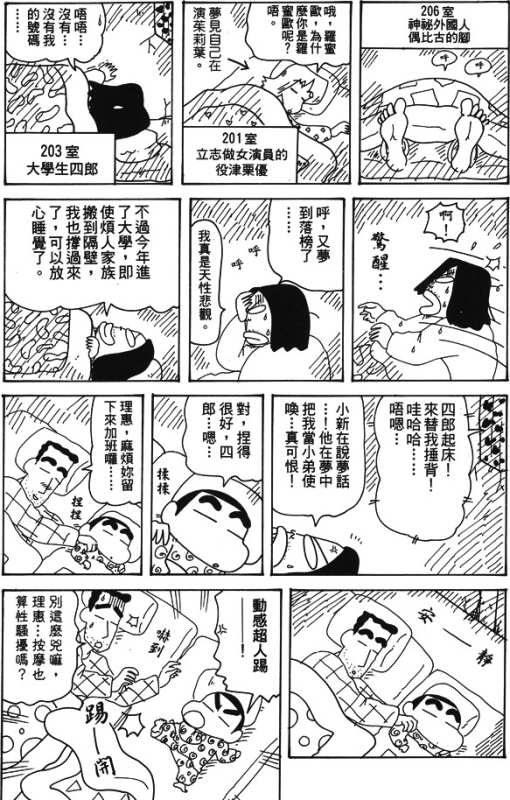 206室
神祕外國人
偶比古的腳
呼
呼
哦，羅蜜
歐，為什
麼你是羅
蜜歐呢？
唔。
夢見自己在
演茱莉葉。
201室
立志做女演員的
役津栗優
唔唔…
沒有…
沒有我
的號碼
…
203室
大學生四郎
啊！
驚醒…
呼，又夢
到落榜了
呼
呼
我真是天性悲觀。
不過今年進
了大學，即
使煩人家族
搬到隔壁，
我也撐過來
了，可以放
心睡覺了。
四郎起床！
來替我捶背！
哇哈哈……
唔嗯…
小新在說夢話
…！他在夢中
把我當小弟使
喚…真可恨！
對，捏得
很好，四
郎…嗯…
揉揉
理惠，麻煩妳留
下來加班囉……
捏捏
安——靜
動感超人踢
——！
嚇到
踢——開
別這麼兇嘛，
理惠…按摩也
算性騷擾嗎？